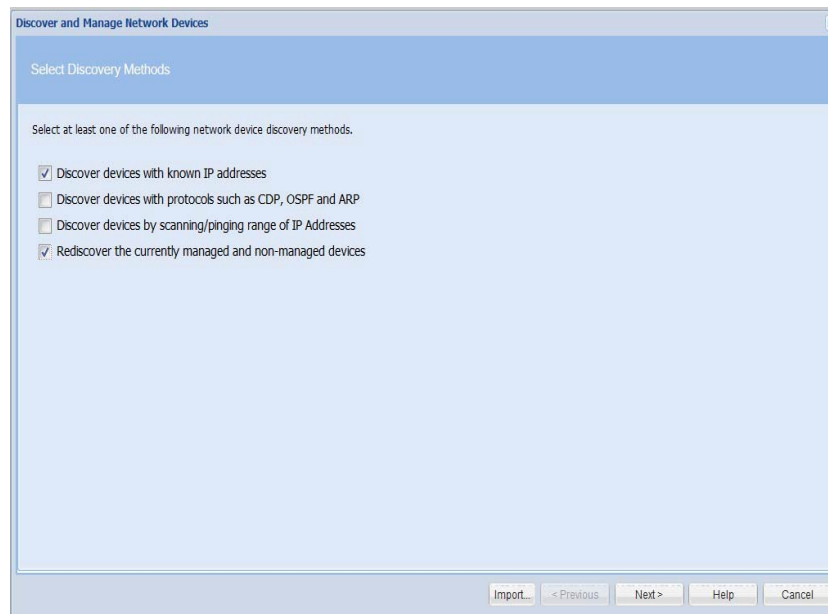 Discover and Manage Network Devices
Select Discovery Methods
Select at least one of the following network device discovery methods.
Discover devices with known IP addresses
Discover devices with protocols such as CDP, OSPF and ARP
Discover devices by scanning/pinging range of IP Addresses
Rediscover the currently managed and non-managed devices
Import... < Previous Next > Help Cancel